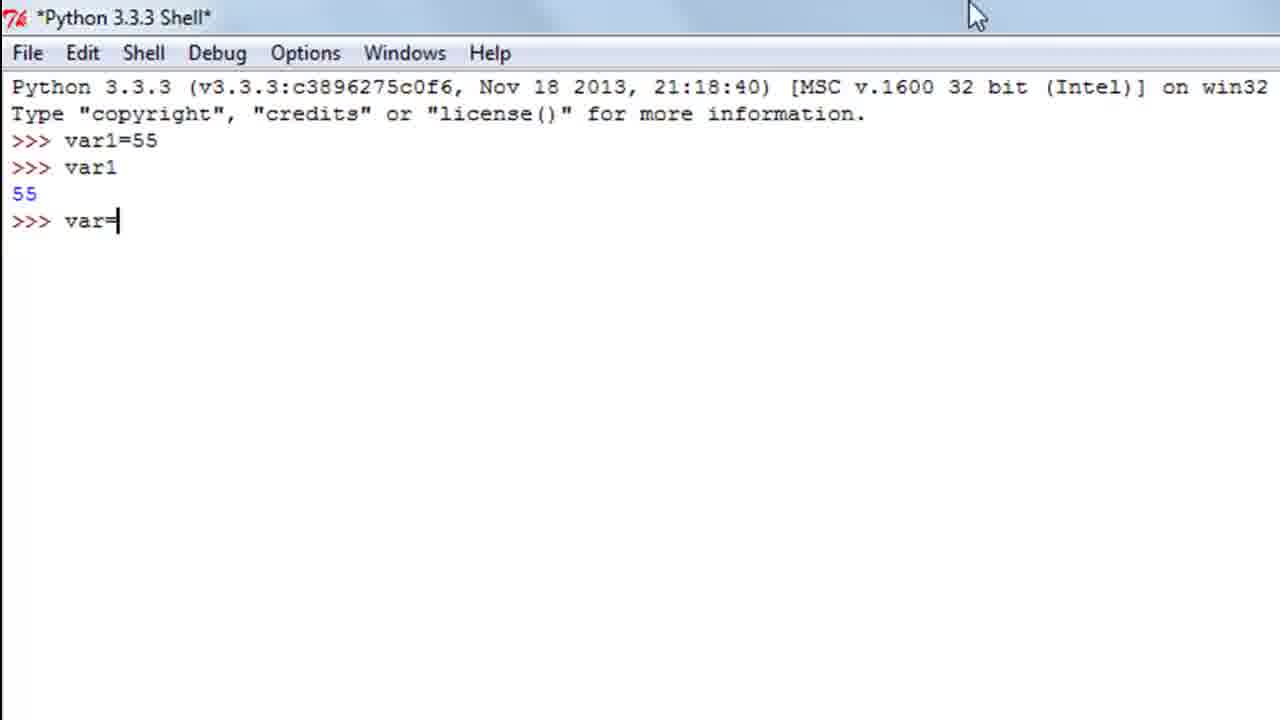 *Python 3.3.3 Shell*
File Edit Shell Debug Options Windows Help
Python 3.3.3 (v3.3.3:c3896275c0f6, Nov 18 2013, 21:18:40) [MSC v.1600 32 bit (Intel)] on win32
Type "copyright", "credits" or "license()" for more information.
>>> var1=55
>>> var1
55
>>> var=